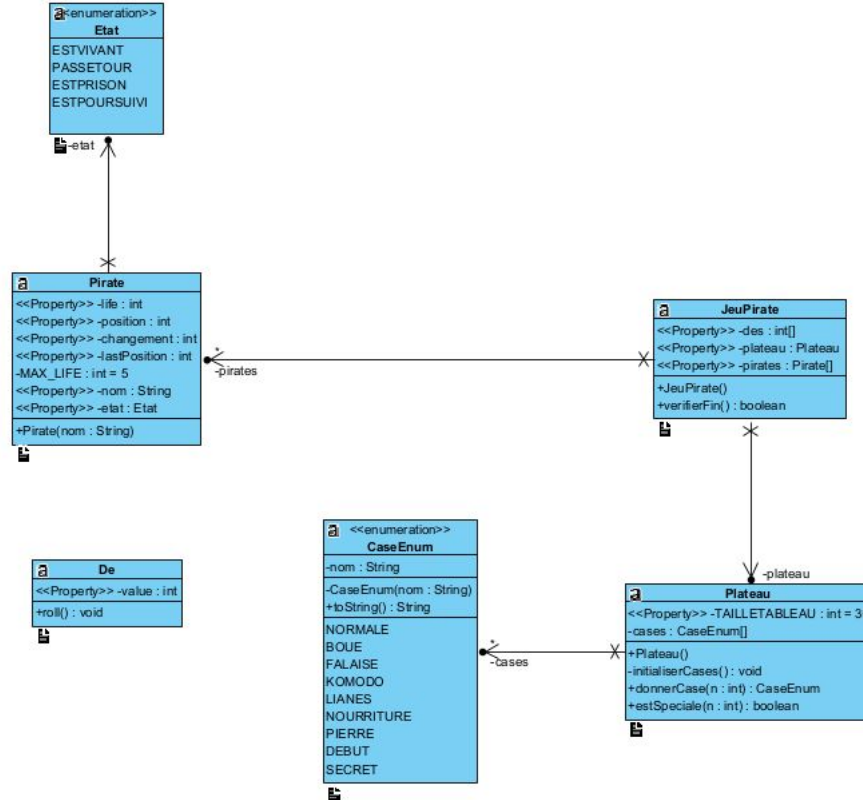 <<enumeration>>
Etat
ESTVIVANT
PASSETOUR
ESTPRISON
ESTPOURSUIVI
-etat
Pirate
<<Property>> -life : int
<<Property>> -position : int
<<Property>> -changement : int
<<Property>> -lastPosition : int
-MAX_LIFE : int = 5
<<Property>> -nom : String
<<Property>> -etat : Etat
+Pirate(nom : String)
*
-pirates
JeuPirate
<<Property>> -des : int[]
<<Property>> -plateau : Plateau
<<Property>> -pirates : Pirate[]
+JeuPirate()
+verifierFin() : boolean
De
<<Property>> -value : int
+roll() : void
<<enumeration>>
CaseEnum
-nom : String
-CaseEnum(nom : String)
+toString() : String
NORMALE
BOUE
FALAISE
KOMODO
LIANES
NOURRITURE
PIERRE
DEBUT
SECRET
*
-cases
-plateau
Plateau
<<Property>> -TAILLETABLEAU : int = 3
-cases : CaseEnum[]
+Plateau()
-initialiserCases() : void
+donnerCase(n : int) : CaseEnum
+estSpeciale(n : int) : boolean